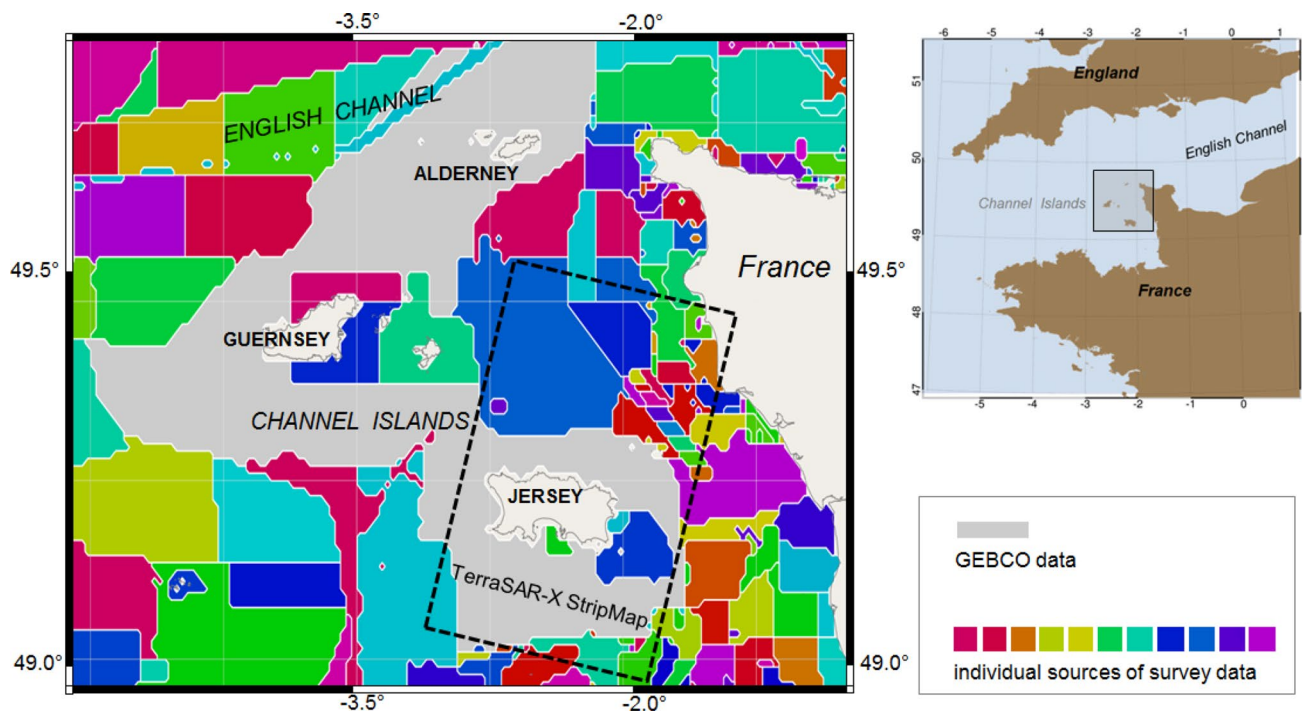 -3.5° -2.0°
ENGLISH CHANNEL
ALDERNEY
49.5° France 49.5°
GUERNSEY
CHANNEL ISLANDS
JERSEY
TerraSAR-X StripMap
49.0° 49.0°
-3.5° -2.0°
-6 -5 -4 -3 -2 -1 0 1
51
England
English Channel
50
Channel Islands
49
France
48
47
-5 -4 -3 -2 -1 0
GEBCO data
individual sources of survey data